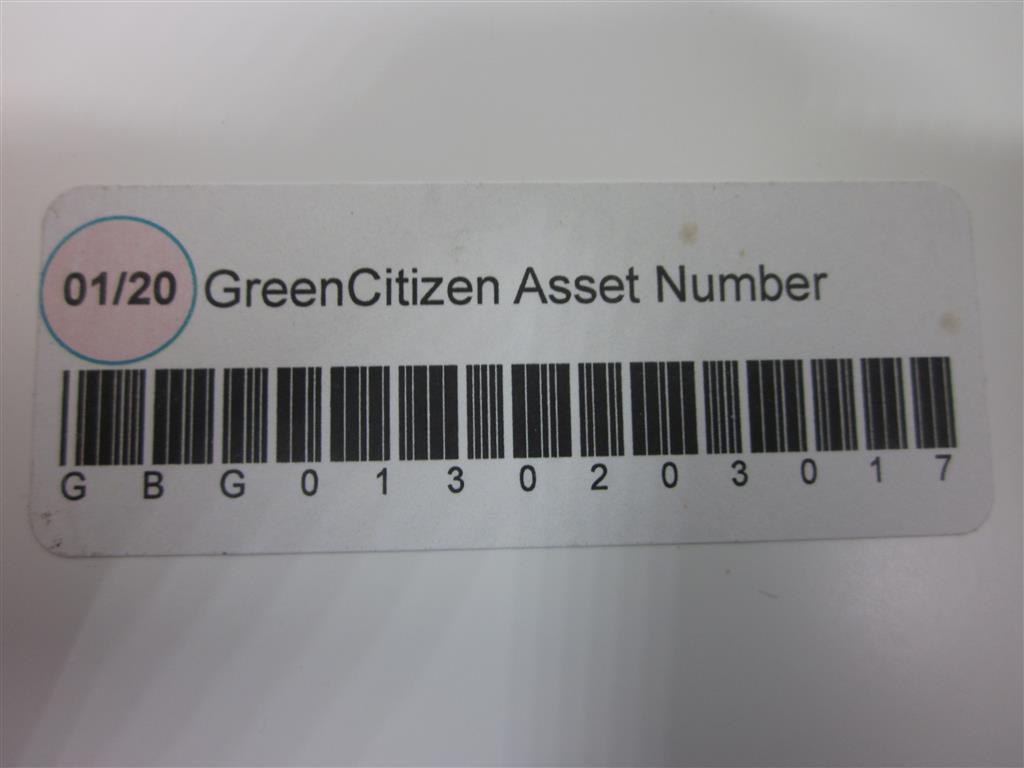 01/20 GreenCitizen Asset Number
G B G 0 1 3 0 2 0 3 0 1 7